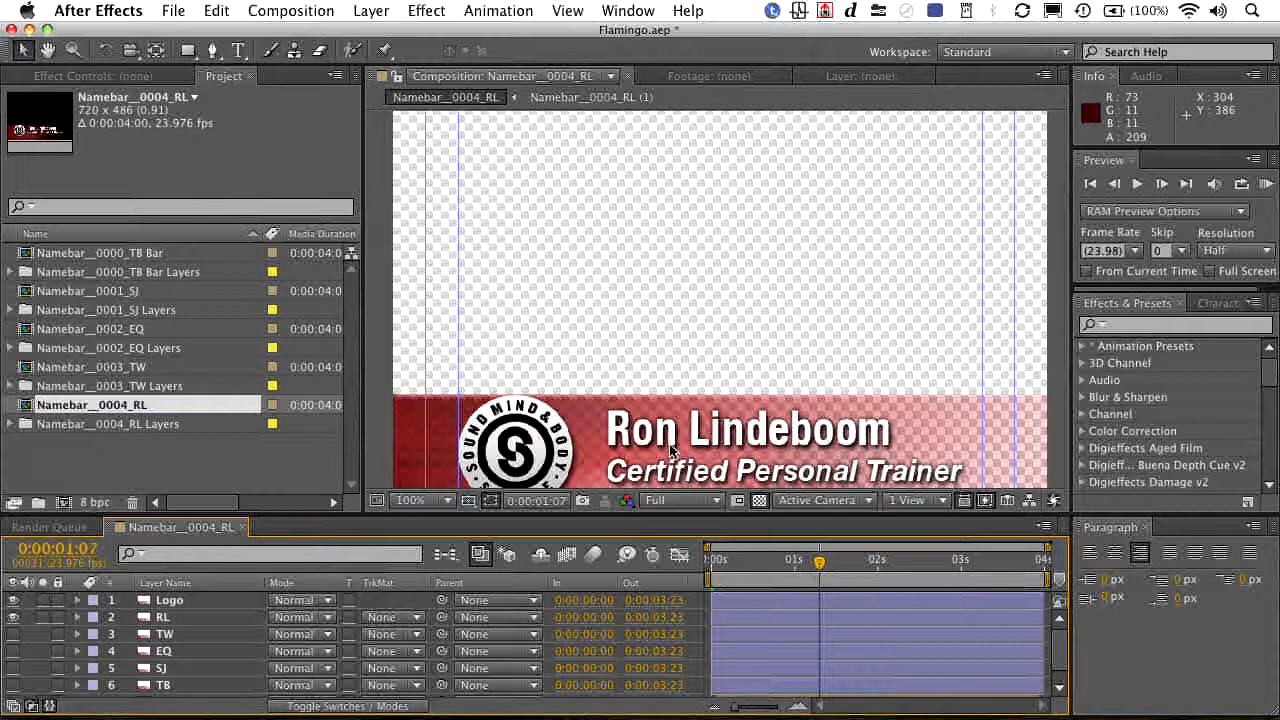 After Effects File Edit Composition Layer Effect Animation View Window Help (100%)
Flamingo.aep *
Workspace: Standard Search Help
Effect Controls: (none) Project
Composition: Namebar_0004_RL Footage: (none) Layer: (none)
Info Audio
Namebar_0004_RL Namebar_0004_RL (1)
Namebar_0004_RL
720 x 486 (0.91)
Δ 0:00:04:00, 23.976 fps
R: 73
G: 11
B: 11
A: 209
X: 304
Y: 386
Preview
RAM Preview Options
Frame Rate Skip Resolution
(23.98) 0 Half
From Current Time Full Screen
Name Media Duration
Namebar__0000_TB Bar 0:00:04:0
Namebar__0000_TB Bar Layers
Namebar__0001_SJ 0:00:04:0
Namebar__0001_SJ Layers
Namebar__0002_EQ 0:00:04:0
Namebar__0002_EQ Layers
Namebar__0003_TW 0:00:04:0
Namebar__0003_TW Layers
Namebar__0004_RL 0:00:04:0
Namebar__0004_RL Layers
8 bpc
SOUND MIND & BODY
Ron Lindeboom
Certified Personal Trainer
100% 0:00:01:07 Full Active Camera 1 View
Effects & Presets Charact
* Animation Presets
3D Channel
Audio
Blur & Sharpen
Channel
Color Correction
Digieffects Aged Film
Digieff... Buena Depth Cue v2
Digieffects Damage v2
Render Queue Namebar__0004_RL
0:00:01:07
00031 (23.976 fps)
:00s 01s 02s 03s 04s
# Layer Name Mode T TrkMat Parent In Out
1 Logo Normal None 0:00:00:00 0:00:03:23
2 RL Normal None None 0:00:00:00 0:00:03:23
3 TW Normal None None 0:00:00:00 0:00:03:23
4 EQ Normal None None 0:00:00:00 0:00:03:23
5 SJ Normal None None 0:00:00:00 0:00:03:23
6 TB Normal None None 0:00:00:00 0:00:03:23
Toggle Switches / Modes
Paragraph
0 px 0 px 0 px
0 px 0 px